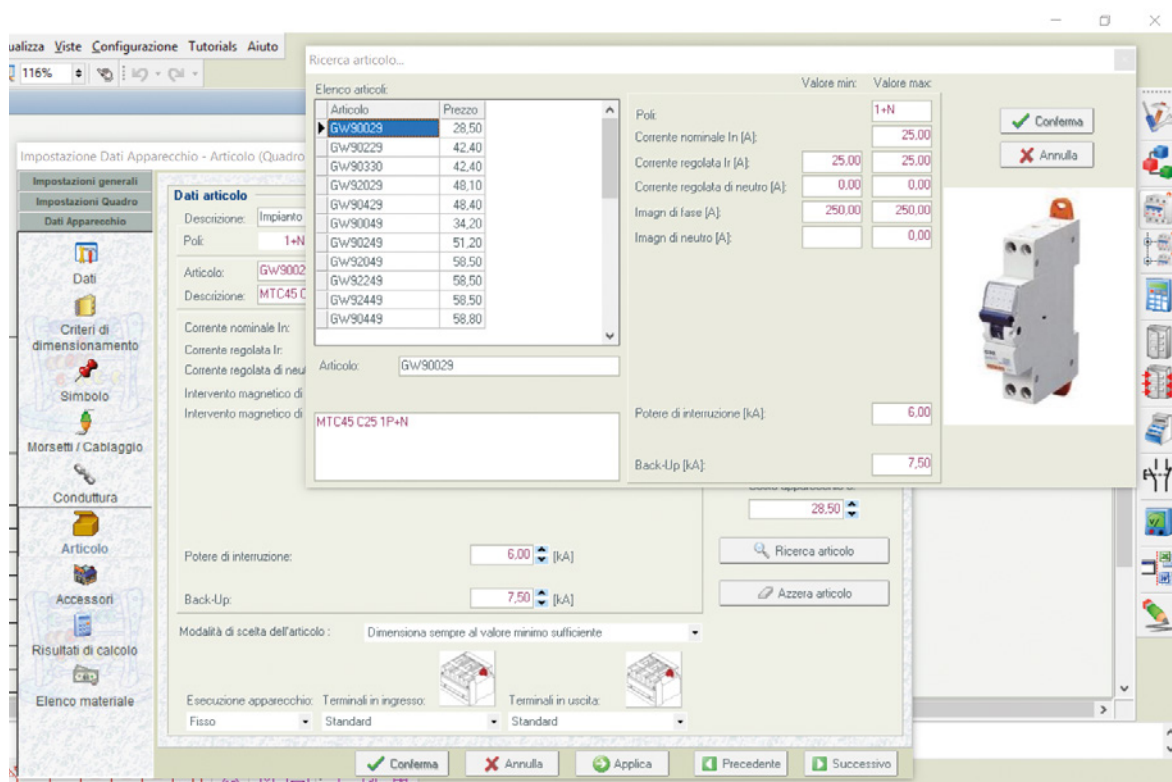 ualizza Viste Configurazione Tutorials Aiuto
116%
Ricerca articolo...
Elenco articoli:
Articolo Prezzo
GW90029 28,50
GW90229 42,40
GW90330 42,40
GW92029 48,10
GW90429 48,40
GW90049 34,20
GW90249 51,20
GW92049 58,50
GW92249 58,50
GW92449 58,50
GW90449 58,80
Articolo: GW90029
MTC45 C25 1P+N
Valore min: Valore max:
Poli: 1+N
Corrente nominale In [A]: 25,00
Corrente regolata Ir [A]: 25,00 25,00
Corrente regolata di neutro [A]: 0,00 0,00
Imagn di fase [A]: 250,00 250,00
Imagn di neutro [A]: 0,00
Potere di interruzione [kA]: 6,00
Back-Up [kA]: 7,50
Conferma
Annulla
Impostazione Dati Apparecchio - Articolo (Quadro
Impostazioni generali
Impostazioni Quadro
Dati Apparecchio
Dati
Criteri di
dimensionamento
Simbolo
Morsetti / Cablaggio
Conduttura
Articolo
Accessori
Risultati di calcolo
Elenco materiale
Dati articolo
Descrizione: Impianto
Poli: 1+N
Articolo: GW9002
Descrizione: MTC45 C
Corrente nominale In:
Corrente regolata Ir:
Corrente regolata di neu
Intervento magnetico di
Intervento magnetico di
28,50
Potere di interruzione: 6,00 [kA]
Ricerca articolo
Back-Up: 7,50 [kA]
Azzera articolo
Modalità di scelta dell'articolo : Dimensiona sempre al valore minimo sufficiente
Esecuzione apparecchio: Terminali in ingresso: Terminali in uscita:
Fisso Standard Standard
Conferma Annulla Applica Precedente Successivo